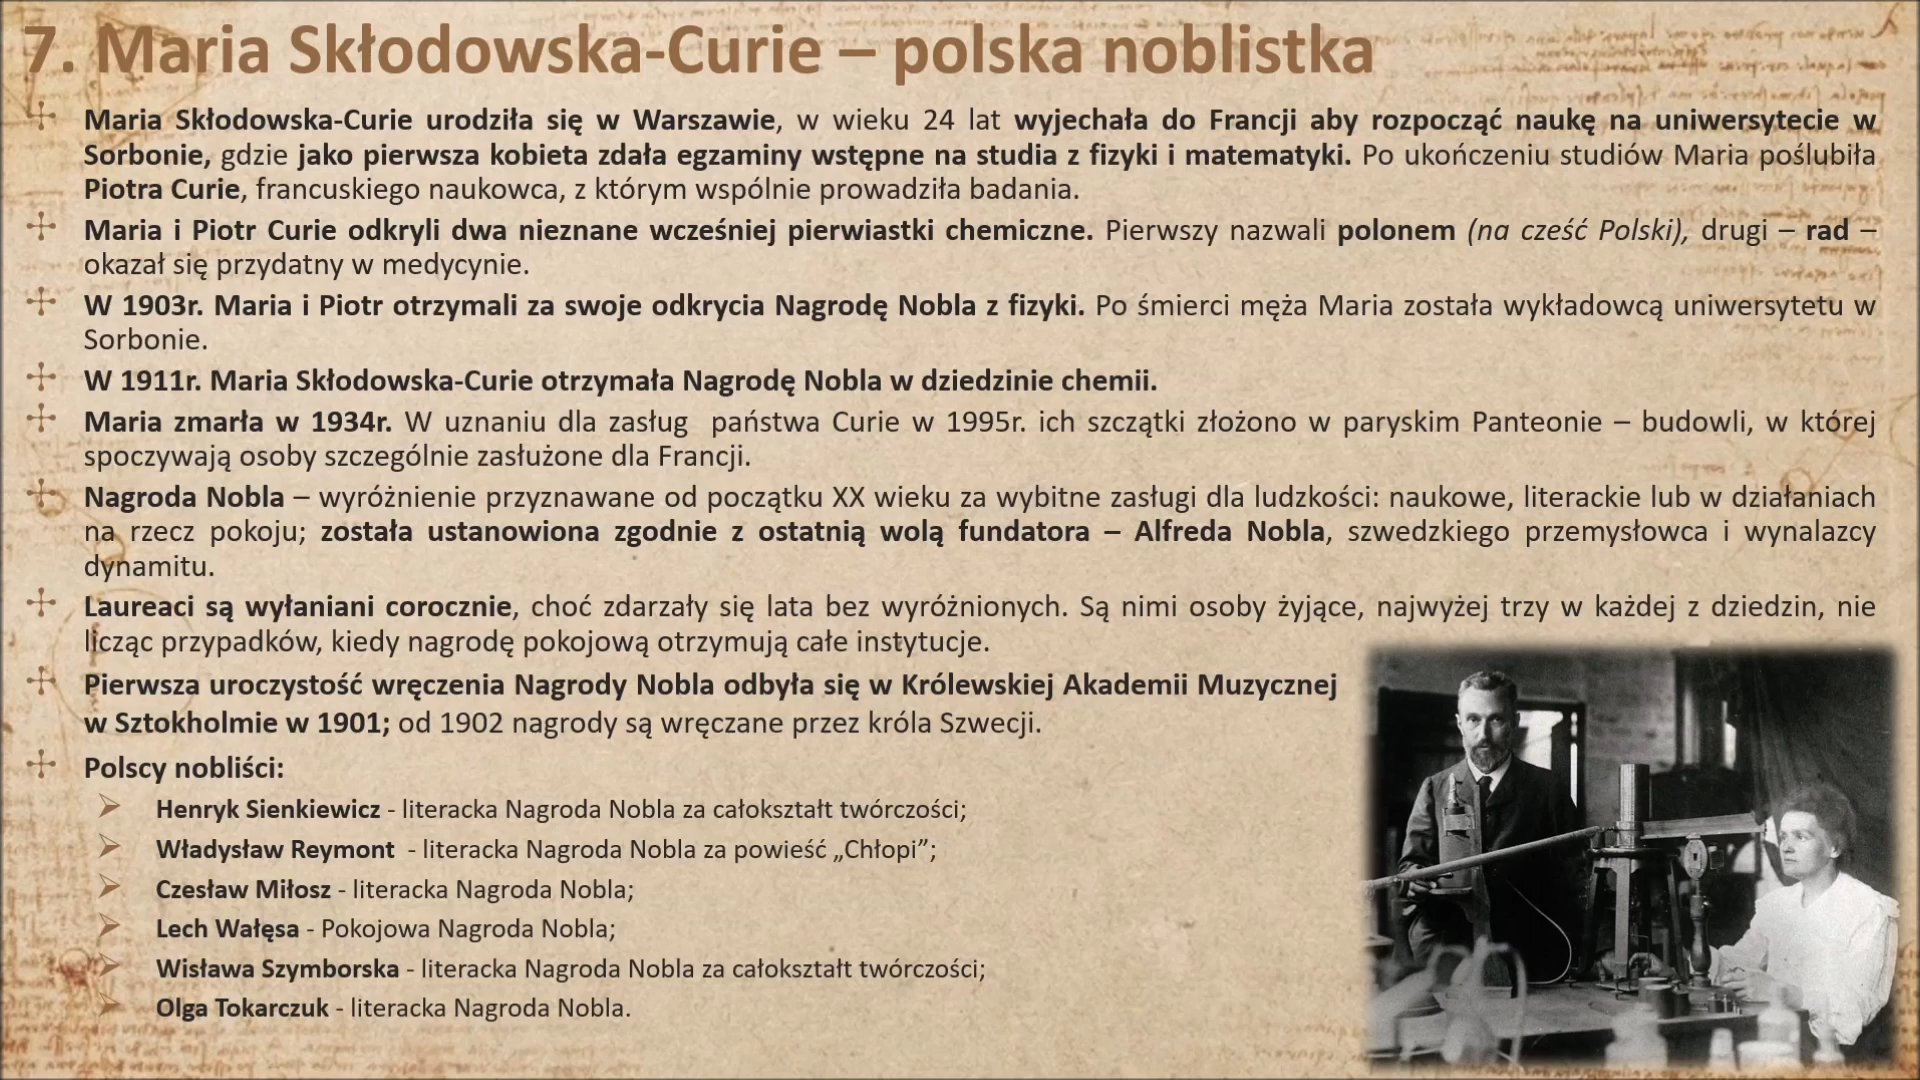 7. Maria Skłodowska-Curie – polska noblistka
Maria Skłodowska-Curie urodziła się w Warszawie, w wieku 24 lat wyjechała do Francji aby rozpocząć naukę na uniwersytecie w
Sorbonie, gdzie jako pierwsza kobieta zdała egzaminy wstępne na studia z fizyki i matematyki. Po ukończeniu studiów Maria poślubiła
Piotra Curie, francuskiego naukowca, z którym wspólnie prowadziła badania.
Maria i Piotr Curie odkryli dwa nieznane wcześniej pierwiastki chemiczne. Pierwszy nazwali polonem (na cześć Polski), drugi – rad –
okazał się przydatny w medycynie.
W 1903r. Maria i Piotr otrzymali za swoje odkrycia Nagrodę Nobla z fizyki. Po śmierci męża Maria została wykładowcą uniwersytetu w
Sorbonie.
W 1911r. Maria Skłodowska-Curie otrzymała Nagrodę Nobla w dziedzinie chemii.
Maria zmarła w 1934r. W uznaniu dla zasług państwa Curie w 1995r. ich szczątki złożono w paryskim Panteonie – budowli, w której
spoczywają osoby szczególnie zasłużone dla Francji.
Nagroda Nobla – wyróżnienie przyznawane od początku XX wieku za wybitne zasługi dla ludzkości: naukowe, literackie lub w działaniach
na rzecz pokoju; została ustanowiona zgodnie z ostatnią wolą fundatora – Alfreda Nobla, szwedzkiego przemysłowca i wynalazcy
dynamitu.
Laureaci są wyłaniani corocznie, choć zdarzały się lata bez wyróżnionych. Są nimi osoby żyjące, najwyżej trzy w każdej z dziedzin, nie
licząc przypadków, kiedy nagrodę pokojową otrzymują całe instytucje.
Pierwsza uroczystość wręczenia Nagrody Nobla odbyła się w Królewskiej Akademii Muzycznej
w Sztokholmie w 1901; od 1902 nagrody są wręczane przez króla Szwecji.
Polscy nobliści:
Henryk Sienkiewicz - literacka Nagroda Nobla za całokształt twórczości;
Władysław Reymont - literacka Nagroda Nobla za powieść „Chłopi”;
Czesław Miłosz - literacka Nagroda Nobla;
Lech Wałęsa - Pokojowa Nagroda Nobla;
Wisława Szymborska - literacka Nagroda Nobla za całokształt twórczości;
Olga Tokarczuk - literacka Nagroda Nobla.